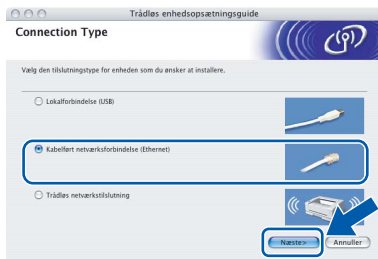 Trådløs enhedsopsætningsguide
Connection Type
Vælg den tilslutningstype for enheden som du ønsker at installere.
Lokalforbindelse (USB)
Kabelført netværksforbindelse (Ethernet)
Trådløs netværkstilslutning
Næste>
Annuller